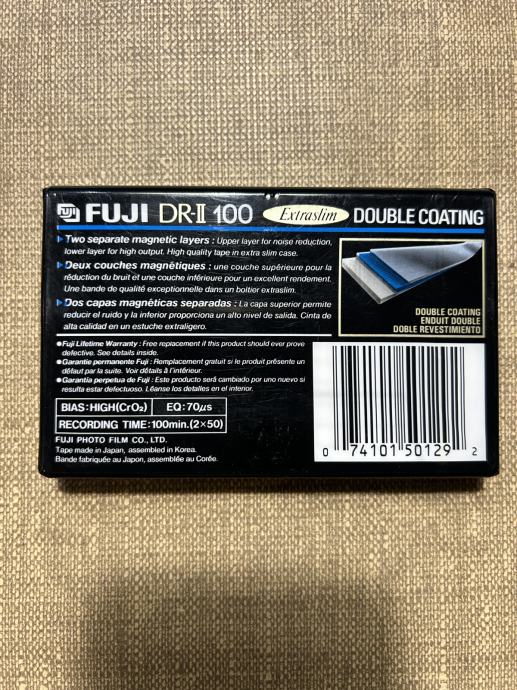 FUJI FUJI DR-II 100 Extraslim DOUBLE COATING
Two separate magnetic layers : Upper layer for noise reduction,
lower layer for high output. High quality tape in extra slim case.
Deux couches magnétiques : une couche supérieure pour la
réduction du bruit et une couche inférieure pour un excellent rendement.
Une bande de qualité exceptionnelle dans un boîtier extraslim.
Dos capas magnéticas separadas : La capa superior permite
reducir el ruido y la inferior proporciona un alto nivel de salida. Cinta de
alta calidad en un estuche extraligero.
DOUBLE COATING
ENDUIT DOUBLE
DOBLE REVESTIMIENTO
●Fuji Lifetime Warranty : Free replacement if this product should ever prove
defective. See details inside.
●Garantie permanente Fuji : Remplacement gratuit si le produit présente un
défaut par la suite. Voir détails à l'intérieur.
●Garantía perpetua de Fuji : Este producto será cambiado por uno nuevo si
resulta estar defectuoso. Léanse los detalles en el interior.
BIAS:HIGH(CrO₂) EQ:70μs
RECORDING TIME:100min.(2×50)
FUJI PHOTO FILM CO., LTD.
Tape made in Japan, assembled in Korea.
Bande fabriquée au Japon, assemblée au Corée.
0 74101 50129 2